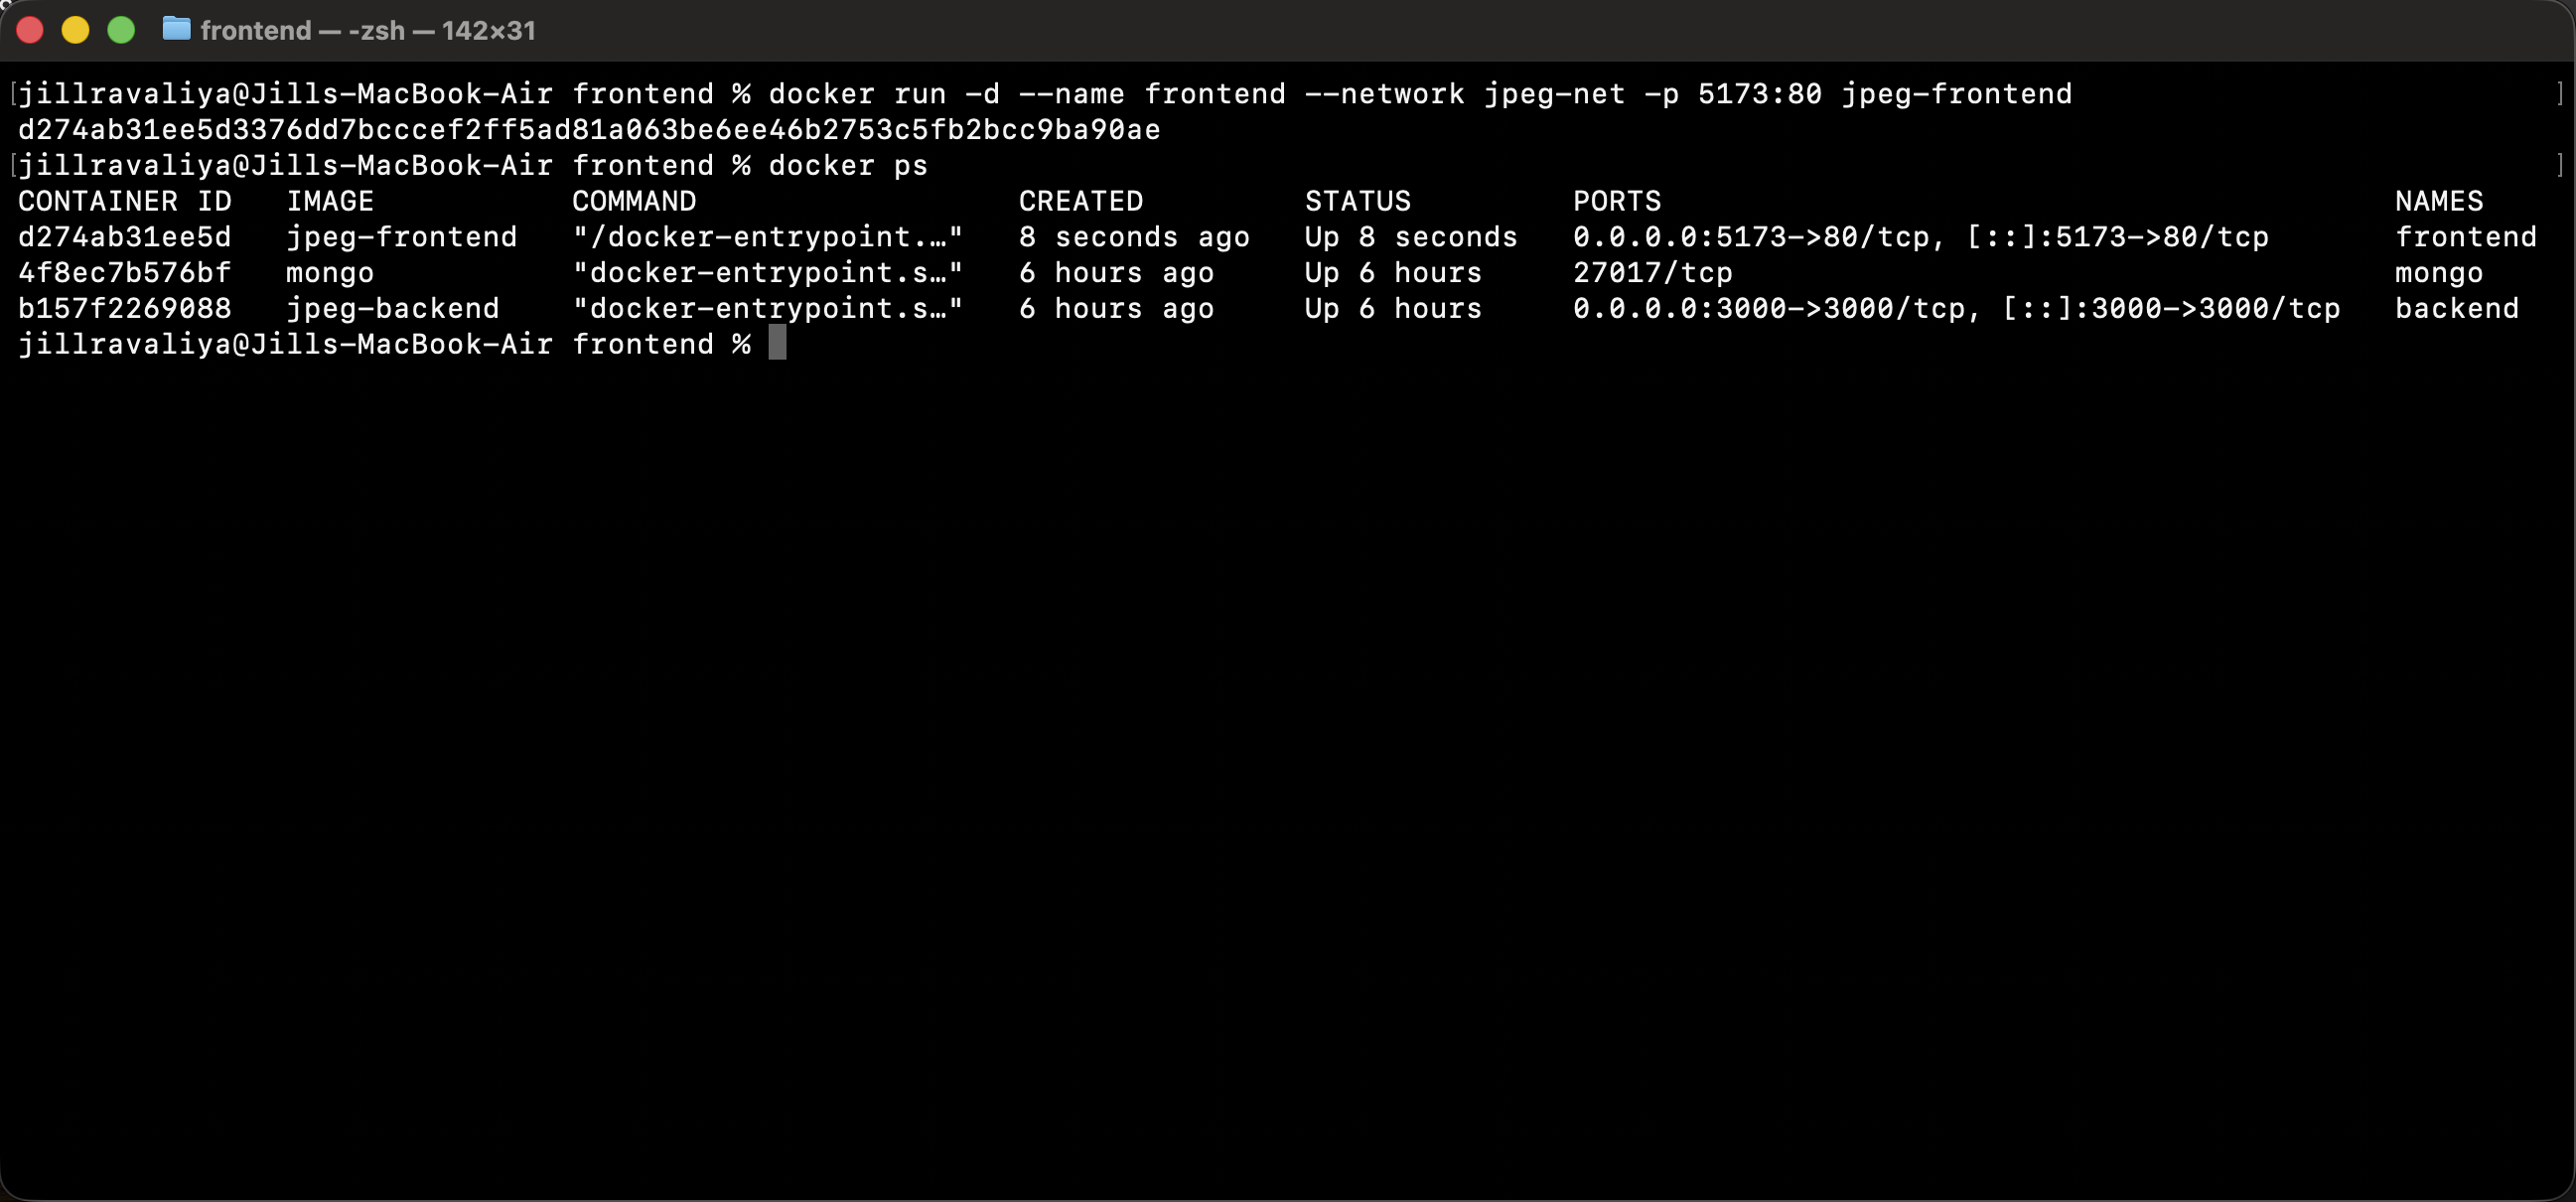 frontend — -zsh — 142×31
[jillravaliya@Jills-MacBook-Air frontend % docker run -d --name frontend --network jpeg-net -p 5173:80 jpeg-frontend ]
d274ab31ee5d3376dd7bcccef2ff5ad81a063be6ee46b2753c5fb2bcc9ba90ae
[jillravaliya@Jills-MacBook-Air frontend % docker ps ]
CONTAINER ID   IMAGE           COMMAND                  CREATED         STATUS         PORTS                                         NAMES
d274ab31ee5d   jpeg-frontend   "/docker-entrypoint.…"   8 seconds ago   Up 8 seconds   0.0.0.0:5173->80/tcp, [::]:5173->80/tcp       frontend
4f8ec7b576bf   mongo           "docker-entrypoint.s…"   6 hours ago     Up 6 hours     27017/tcp                                     mongo
b157f2269088   jpeg-backend    "docker-entrypoint.s…"   6 hours ago     Up 6 hours     0.0.0.0:3000->3000/tcp, [::]:3000->3000/tcp   backend
jillravaliya@Jills-MacBook-Air frontend %